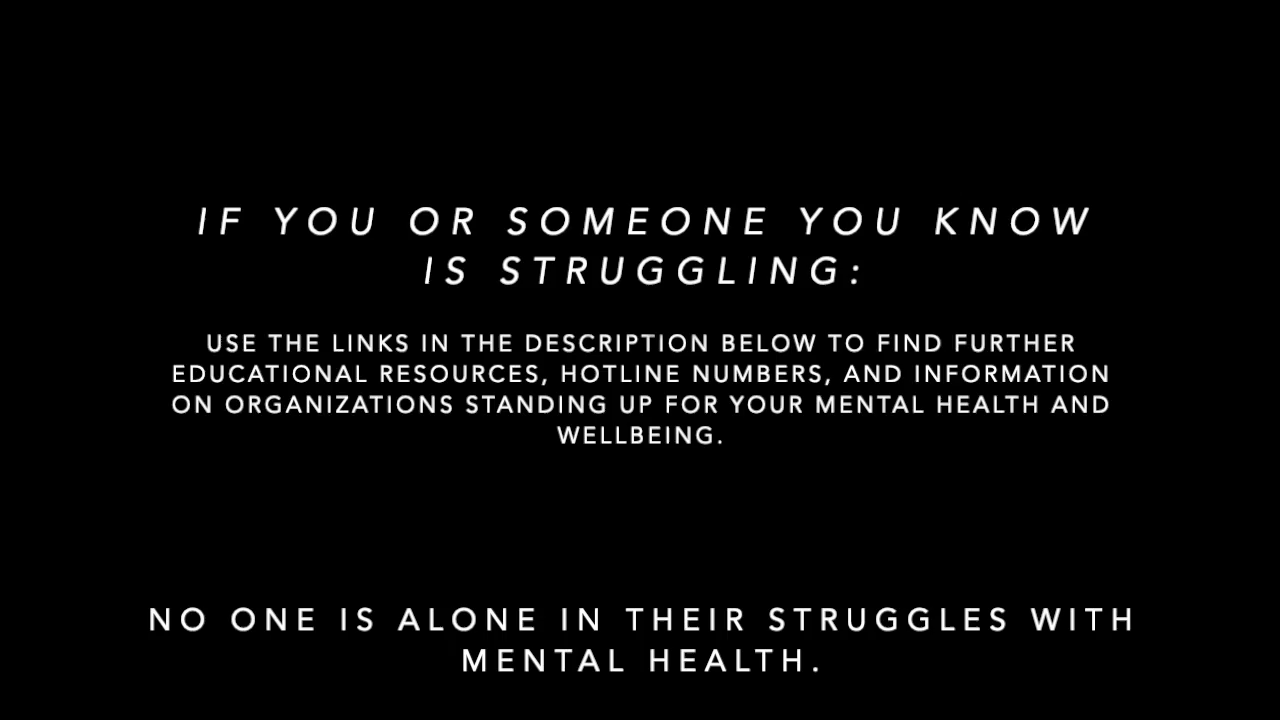 IF YOU OR SOMEONE YOU KNOW
IS STRUGGLING:
USE THE LINKS IN THE DESCRIPTION BELOW TO FIND FURTHER
EDUCATIONAL RESOURCES, HOTLINE NUMBERS, AND INFORMATION
ON ORGANIZATIONS STANDING UP FOR YOUR MENTAL HEALTH AND
WELLBEING.
NO ONE IS ALONE IN THEIR STRUGGLES WITH
MENTAL HEALTH.